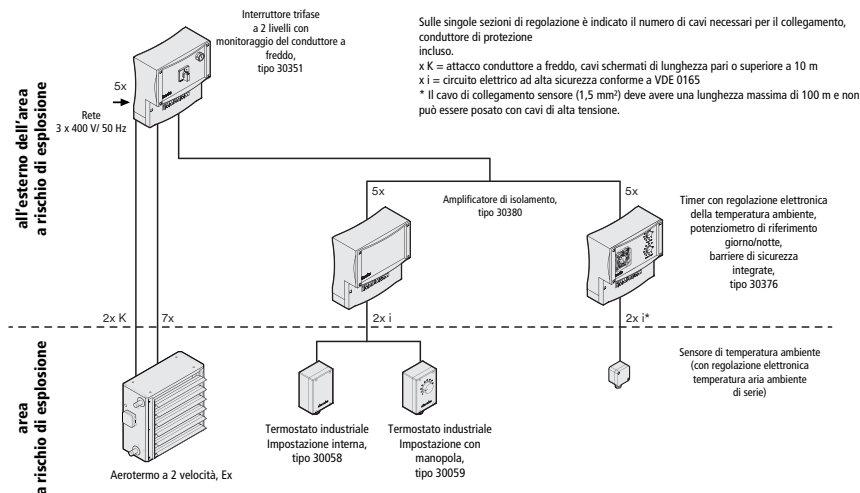 Interruttore trifase
a 2 livelli con
monitoraggio del conduttore a
freddo,
tipo 30351
Sulle singole sezioni di regolazione è indicato il numero di cavi necessari per il collegamento,
conduttore di protezione
incluso.
x K = attacco conduttore a freddo, cavi schermati di lunghezza pari o superiore a 10 m
x i = circuito elettrico ad alta sicurezza conforme a VDE 0165
* Il cavo di collegamento sensore (1,5 mm²) deve avere una lunghezza massima di 100 m e non
può essere posato con cavi di alta tensione.
5x
Rete
3 x 400 V/ 50 Hz
all'esterno dell'area
a rischio di esplosione
5x
Amplificatore di isolamento,
tipo 30380
5x
Timer con regolazione elettronica
della temperatura ambiente,
potenziometro di riferimento
giorno/notte,
barriere di sicurezza
integrate,
tipo 30376
2x K
7x
2x i
2x i*
area
a rischio di esplosione
Aerotermo a 2 velocità, Ex
Termostato industriale
Impostazione interna,
tipo 30058
Termostato industriale
Impostazione con
manopola,
tipo 30059
Sensore di temperatura ambiente
(con regolazione elettronica
temperatura aria ambiente
di serie)